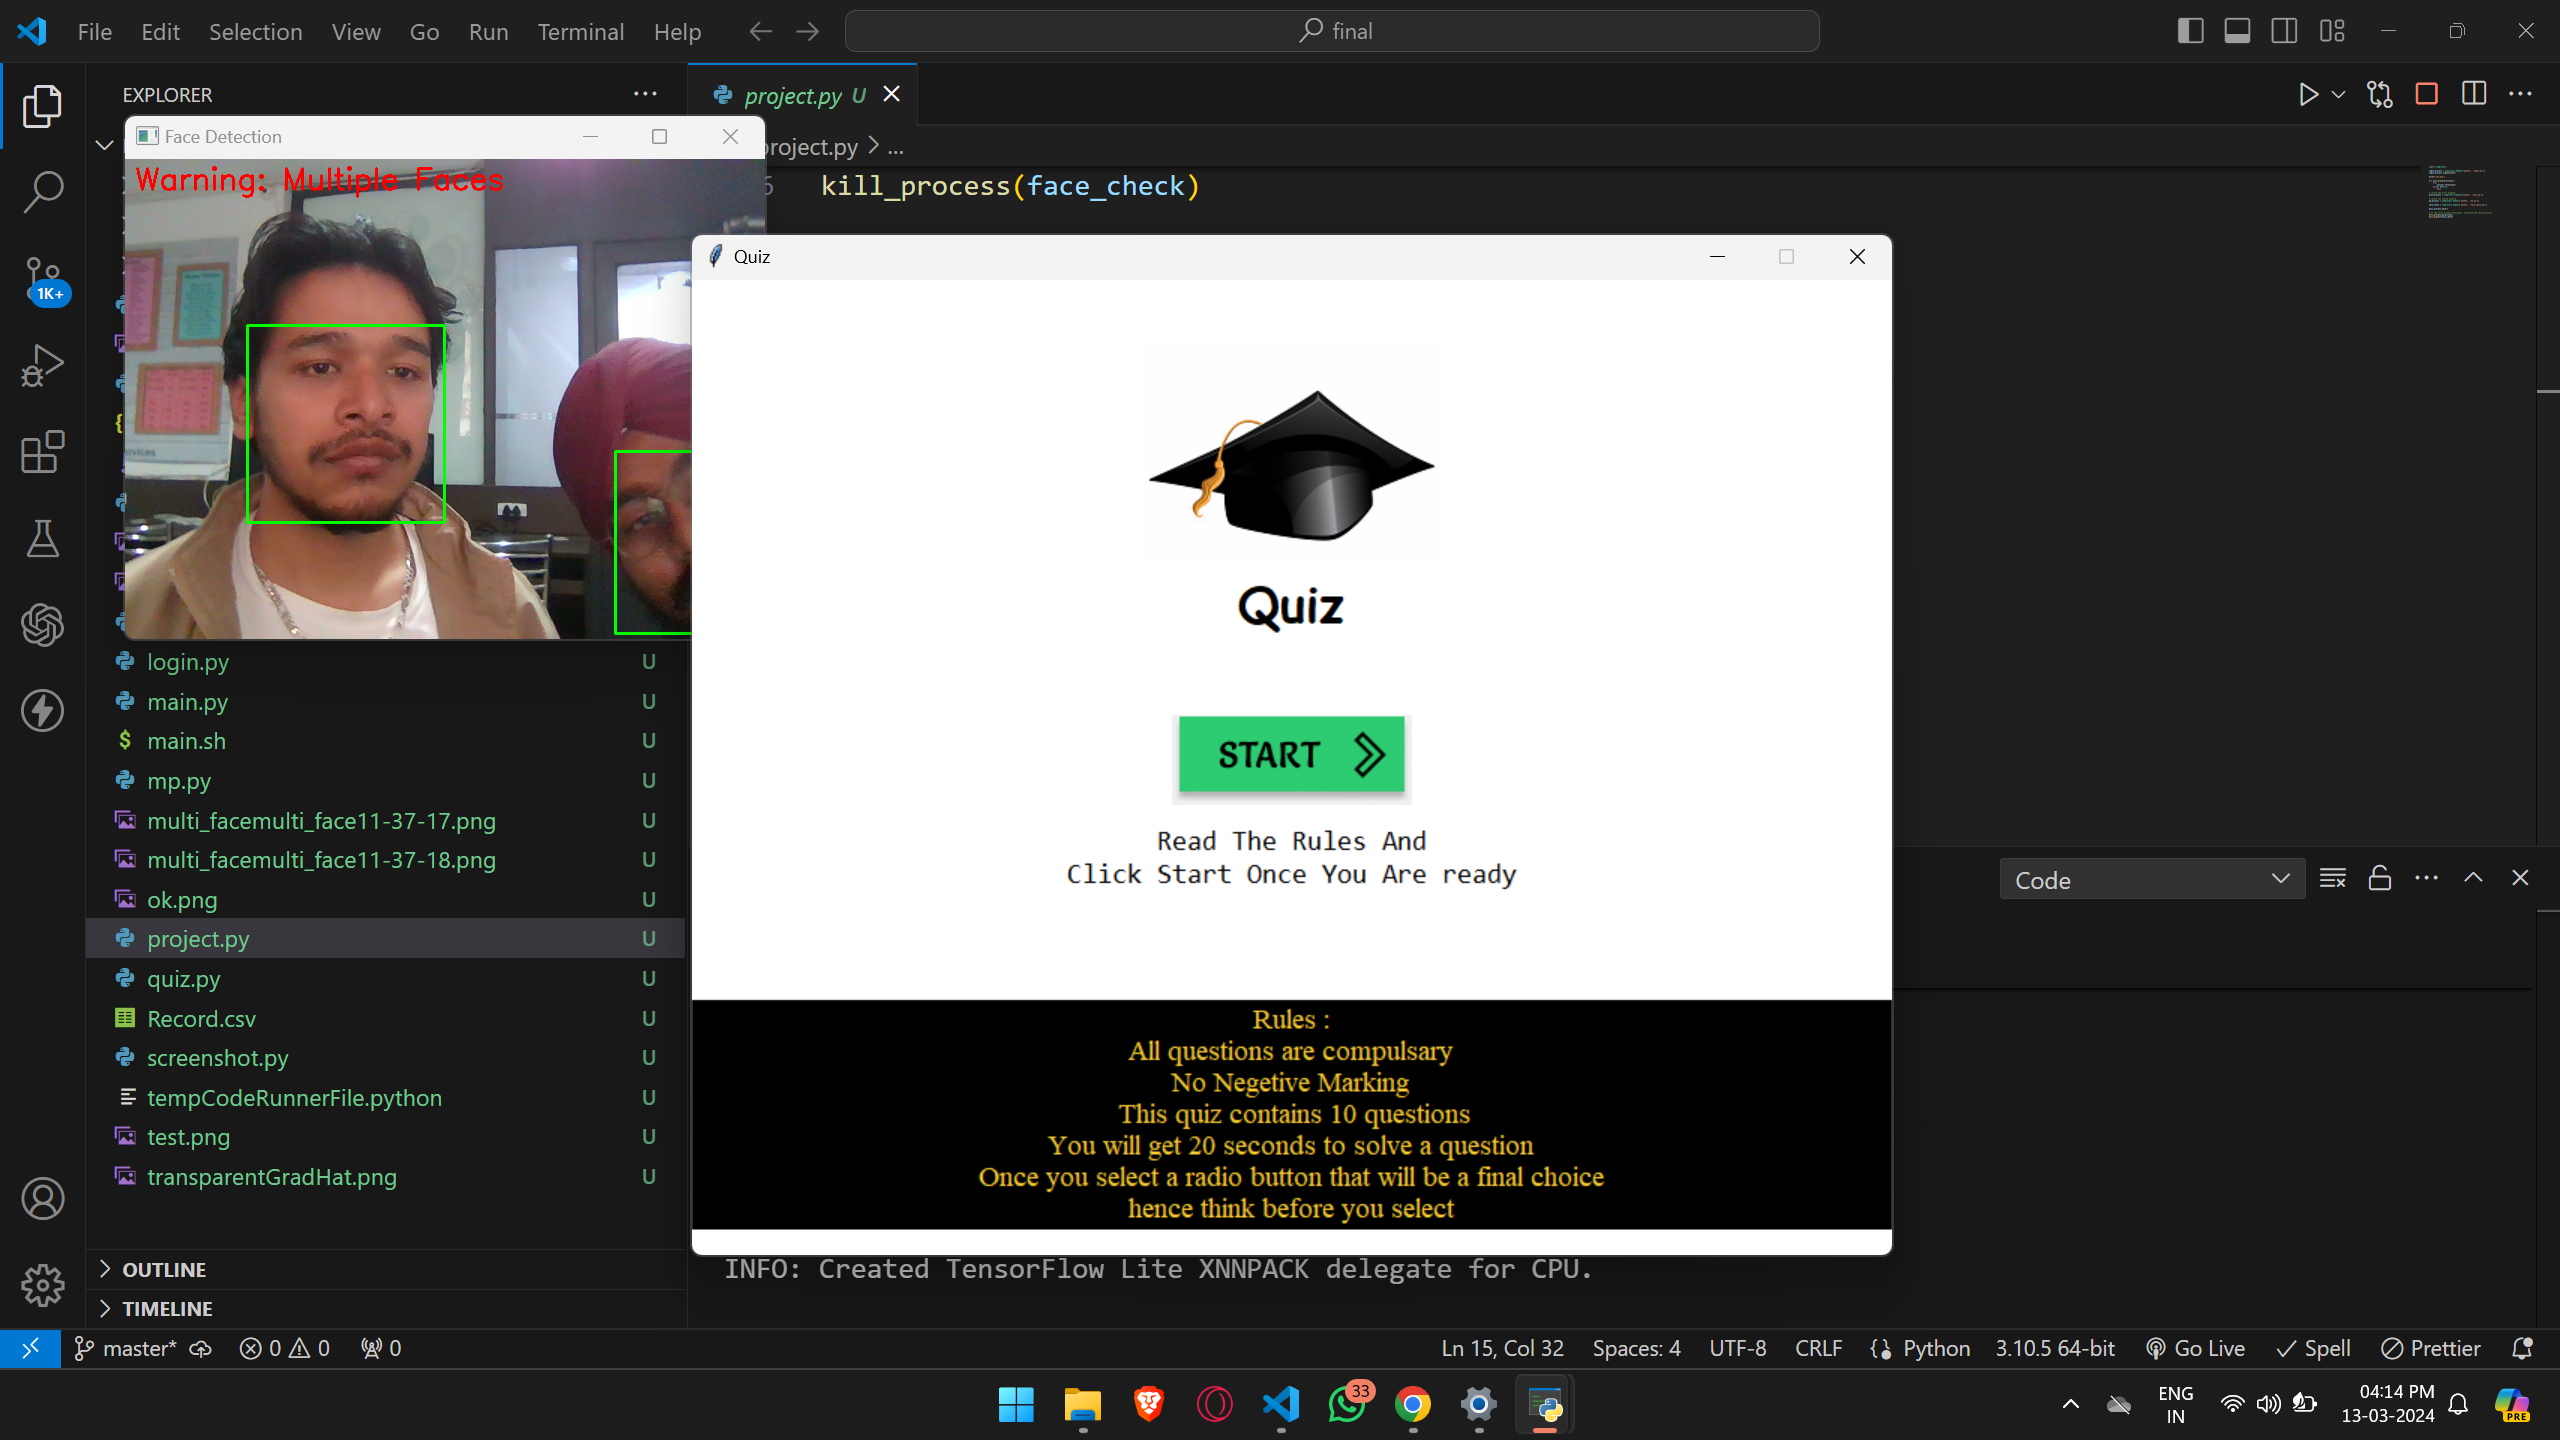 File Edit Selection View Go Run Terminal Help
final
EXPLORER
project.py U
Face Detection
project.py > ...
Warning: Multiple Faces
kill_process(face_check)
1K+
Quiz
Quiz
START
Read The Rules And
Click Start Once You Are ready
login.py U
main.py U
main.sh U
mp.py U
multi_facemulti_face11-37-17.png U
multi_facemulti_face11-37-18.png U
ok.png U
project.py U
quiz.py U
Record.csv U
screenshot.py U
tempCodeRunnerFile.python U
test.png U
transparentGradHat.png U
Code
Rules :
All questions are compulsary
No Negetive Marking
This quiz contains 10 questions
You will get 20 seconds to solve a question
Once you select a radio button that will be a final choice
hence think before you select
OUTLINE
TIMELINE
INFO: Created TensorFlow Lite XNNPACK delegate for CPU.
master* 0 0 0
Ln 15, Col 32 Spaces: 4 UTF-8 CRLF Python 3.10.5 64-bit Go Live Spell Prettier
33
ENG
IN
04:14 PM
13-03-2024
PRE